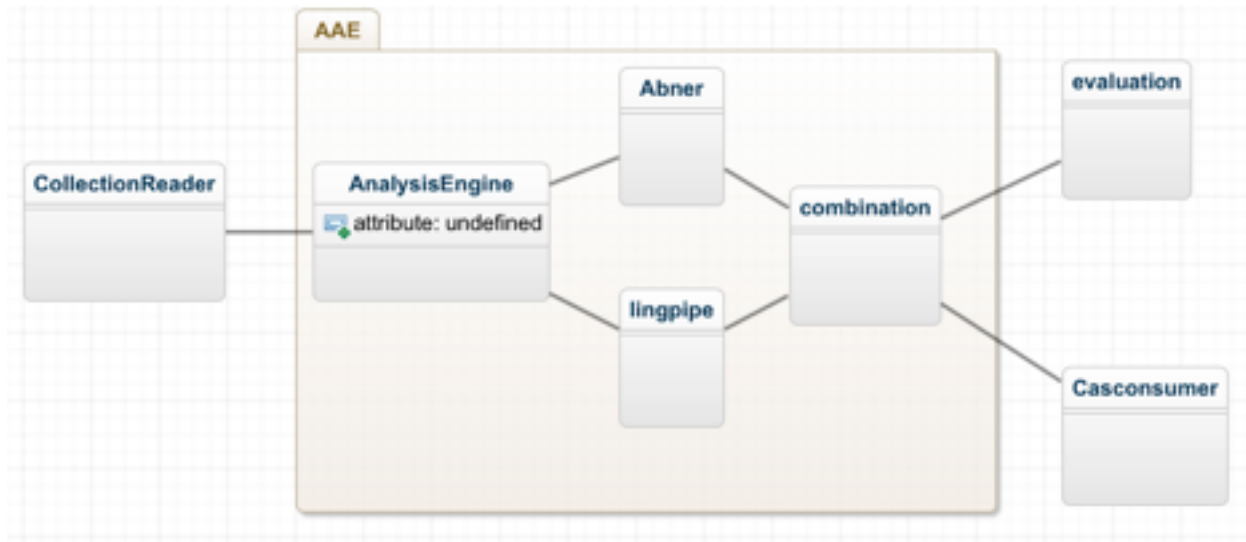 AAE
Abner
evaluation
CollectionReader
AnalysisEngine
attribute: undefined
combination
lingpipe
Casconsumer